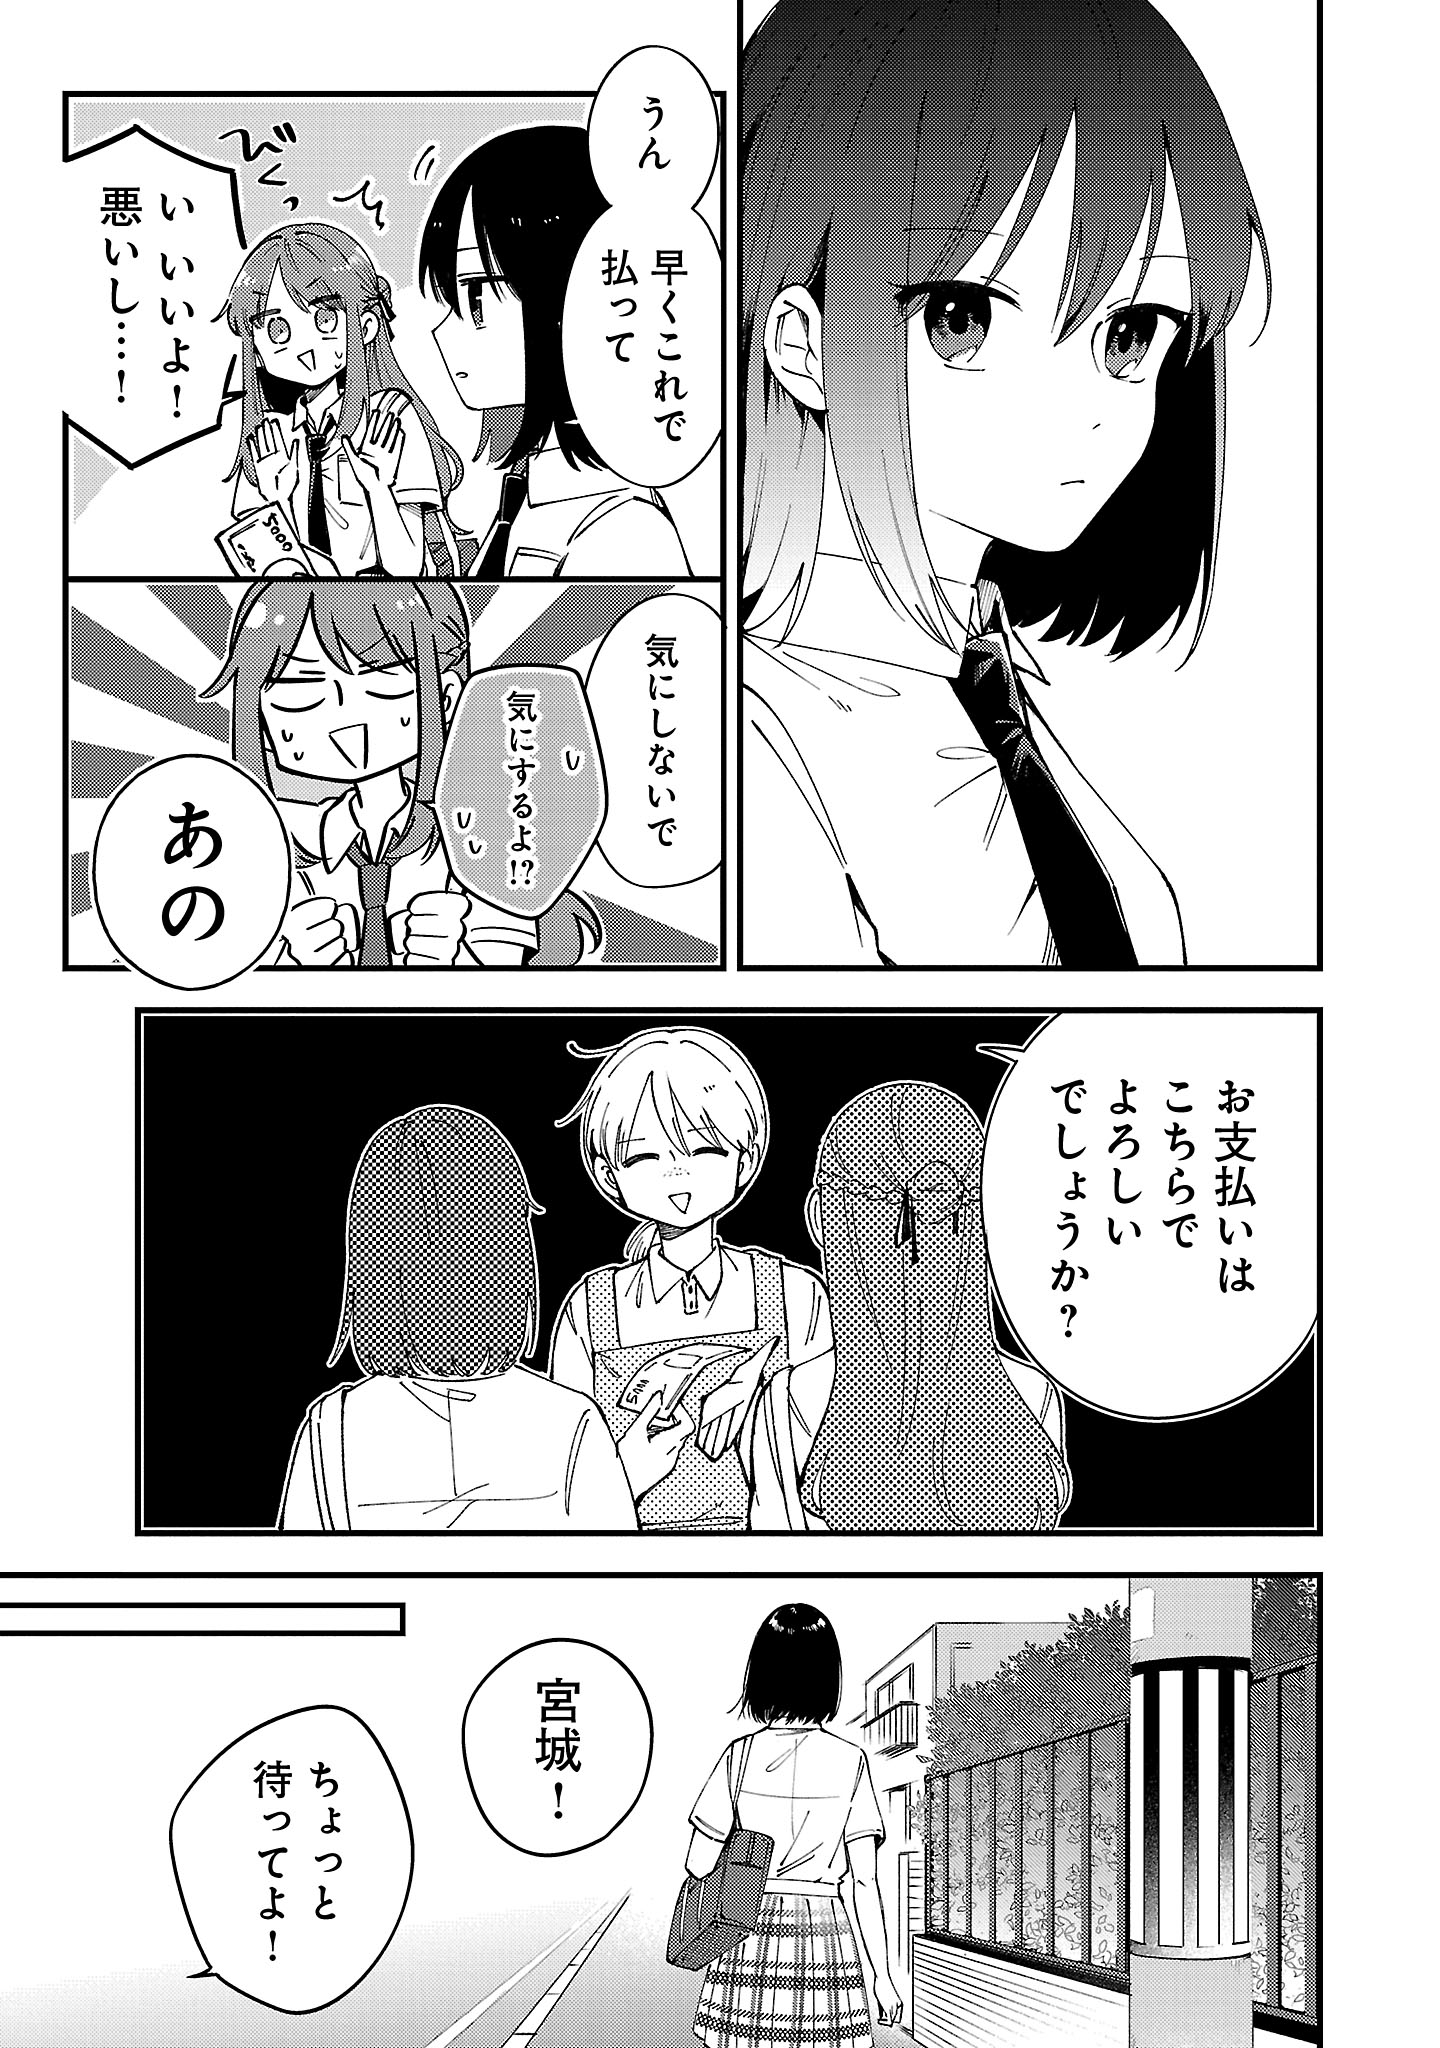 うん
早くこれで
払って
びくっ
い いいよ!
悪いし……!
気にしないで
気にするよ!?
あの
お支払いは
こちらで
よろしい
でしょうか?
5000
宮城!
ちょっと
待ってよ!